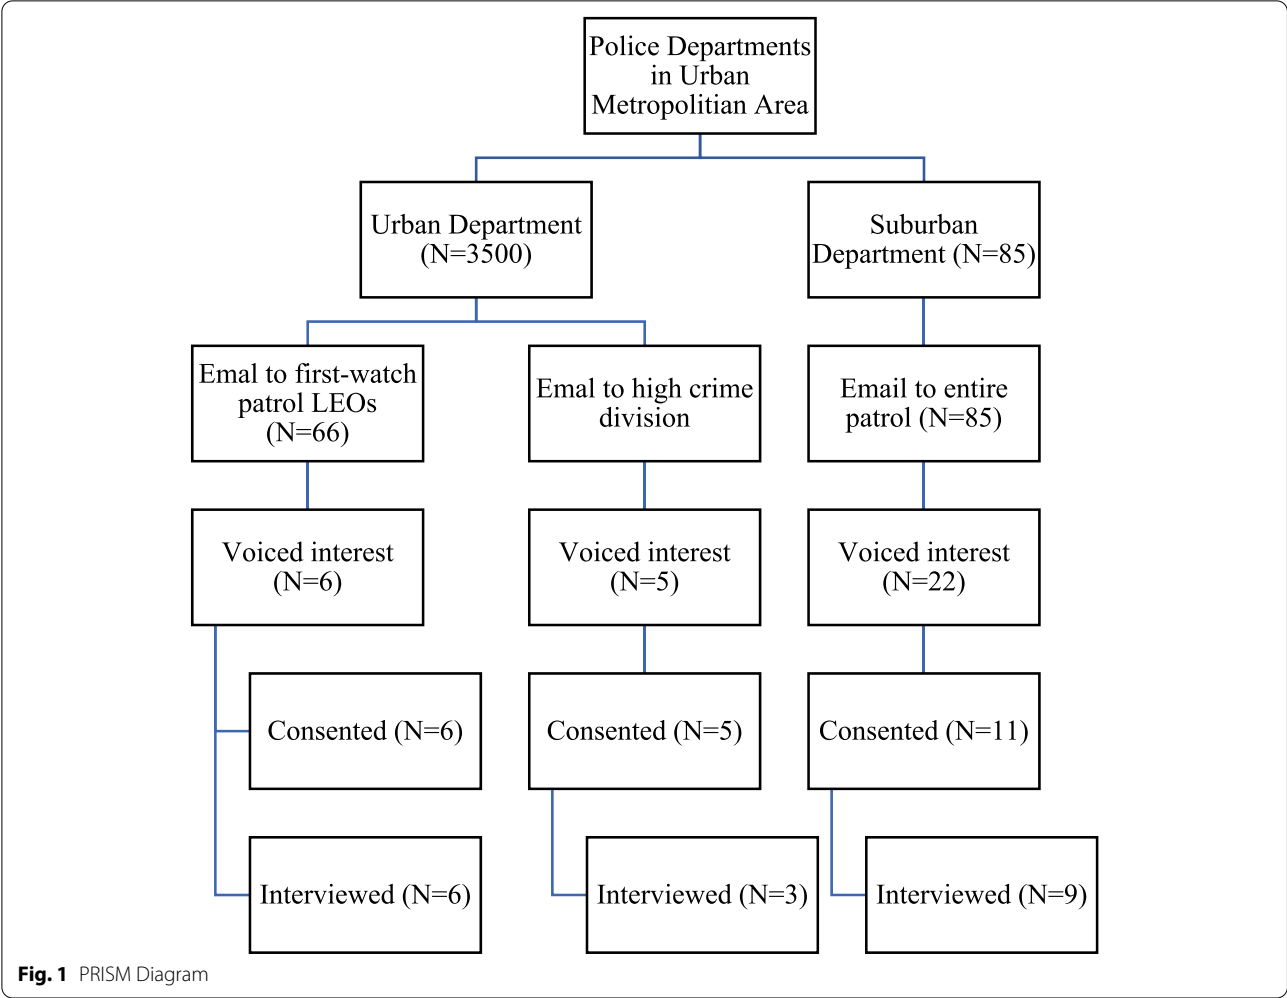 Police Departments
in Urban
Metropolitian Area
Urban Department
(N=3500)
Suburban
Department (N=85)
Emal to first-watch
patrol LEOs
(N=66)
Emal to high crime
division
Email to entire
patrol (N=85)
Voiced interest
(N=6)
Voiced interest
(N=5)
Voiced interest
(N=22)
Consented (N=6)
Consented (N=5)
Consented (N=11)
Interviewed (N=6)
Interviewed (N=3)
Interviewed (N=9)
Fig. 1 PRISM Diagram